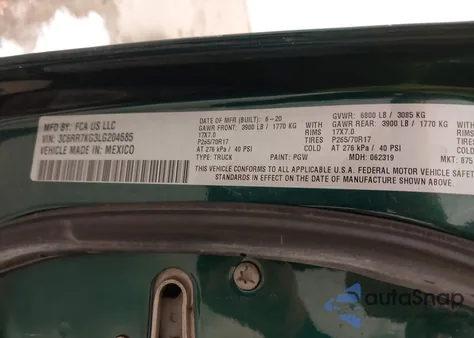 MFD BY: FCA US LLC
VIN: 3C6RR7KG3LG204685
VEHICLE MADE IN: MEXICO
DATE OF MFR (BUILT): 6-20
GAWR FRONT: 3900 LB / 1770 KG
17X7.0
P265/70R17
AT 276 kPa / 40 PSI
TYPE: TRUCK
WITH
RIMS
TIRES
COLD
PAINT: PGW
GVWR: 6800 LB / 3085 KG
GAWR REAR: 3900 LB / 1770 KG
17X7.0
P265/70R17
AT 276 kPa / 40 PSI
MDH: 062319
WITH
RIMS
TIRES
COLD
MKT: 875
THIS VEHICLE CONFORMS TO ALL APPLICABLE U.S.A. FEDERAL MOTOR VEHICLE SAFET
STANDARDS IN EFFECT ON THE DATE OF MANUFACTURE SHOWN ABOVE.
autoSnap